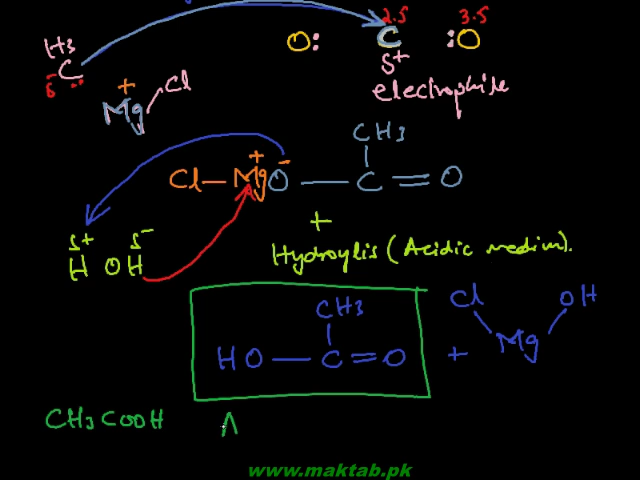 2.5 3.5
H3
δ- C : O: C :O
δ+
+ Cl
Mg
electrophile
CH3
+ -
Cl—MgO—C=O
+
δ+ δ-
H OH
Hydroylis (Acidic medium).
CH3
Cl OH
HO—C=O + Mg
CH3COOH Λ
www.maktab.pk